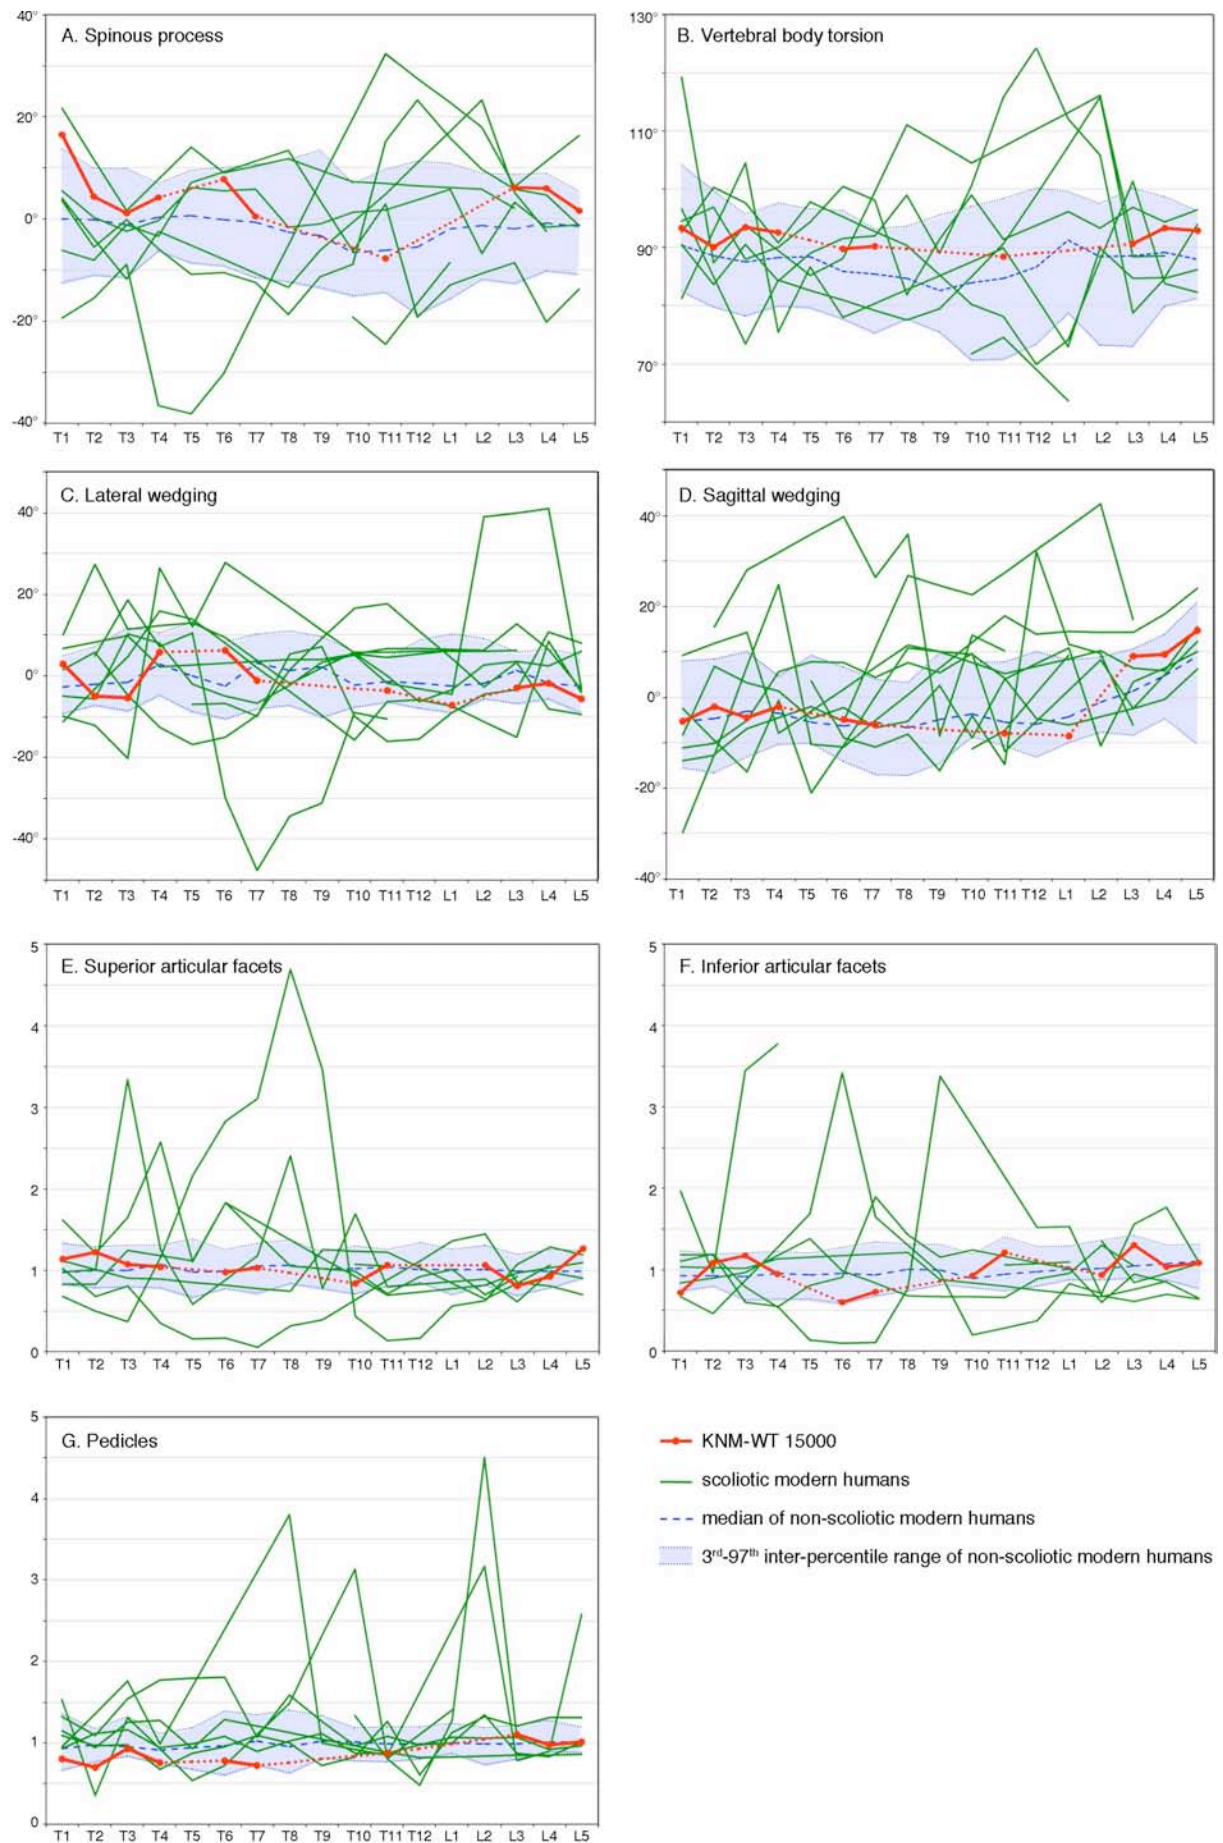 A. Spinous process
40°
20°
0°
-20°
-40°
T1 T2 T3 T4 T5 T6 T7 T8 T9 T10 T11 T12 L1 L2 L3 L4 L5
B. Vertebral body torsion
130°
110°
90°
70°
T1 T2 T3 T4 T5 T6 T7 T8 T9 T10 T11 T12 L1 L2 L3 L4 L5
C. Lateral wedging
40°
20°
0°
-20°
-40°
T1 T2 T3 T4 T5 T6 T7 T8 T9 T10 T11 T12 L1 L2 L3 L4 L5
D. Sagittal wedging
40°
20°
0°
-20°
-40°
T1 T2 T3 T4 T5 T6 T7 T8 T9 T10 T11 T12 L1 L2 L3 L4 L5
E. Superior articular facets
5
4
3
2
1
0
T1 T2 T3 T4 T5 T6 T7 T8 T9 T10 T11 T12 L1 L2 L3 L4 L5
F. Inferior articular facets
5
4
3
2
1
0
T1 T2 T3 T4 T5 T6 T7 T8 T9 T10 T11 T12 L1 L2 L3 L4 L5
G. Pedicles
5
4
3
2
1
0
T1 T2 T3 T4 T5 T6 T7 T8 T9 T10 T11 T12 L1 L2 L3 L4 L5
KNM-WT 15000
scoliotic modern humans
median of non-scoliotic modern humans
3rd-97th inter-percentile range of non-scoliotic modern humans